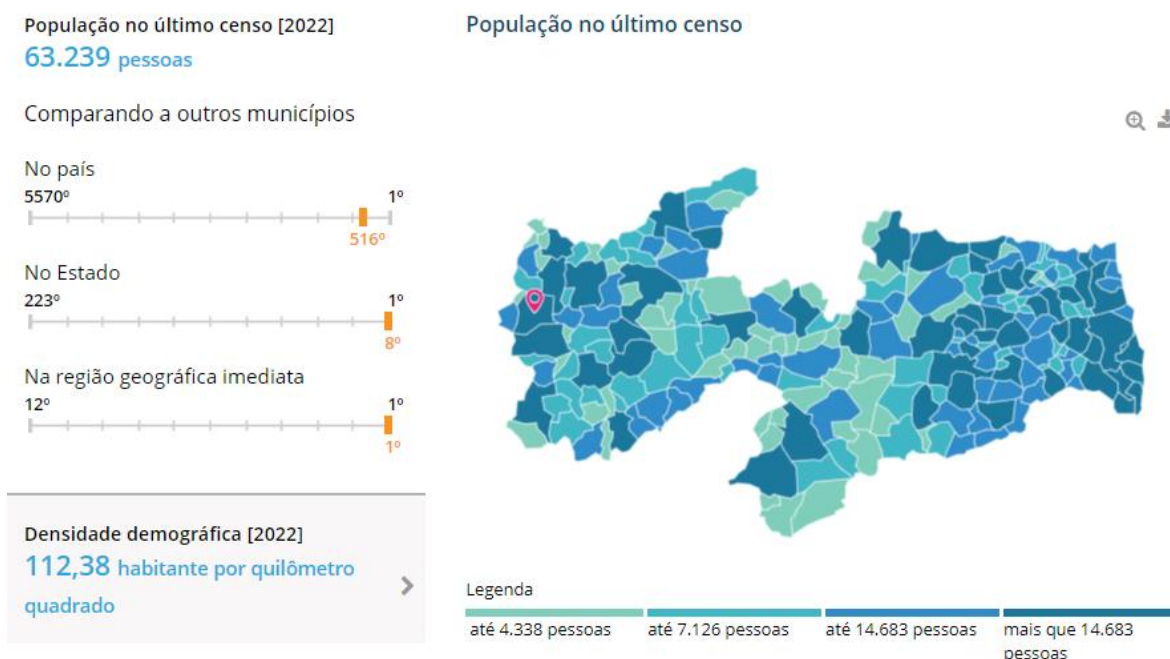 População no último censo [2022]
63.239 pessoas
Comparando a outros municípios
No país
5570º 1º
516º
No Estado
223º 1º
8º
Na região geográfica imediata
12º 1º
1º
Densidade demográfica [2022]
112,38 habitante por quilômetro
quadrado
População no último censo
Legenda
até 4.338 pessoas
até 7.126 pessoas
até 14.683 pessoas
mais que 14.683
pessoas